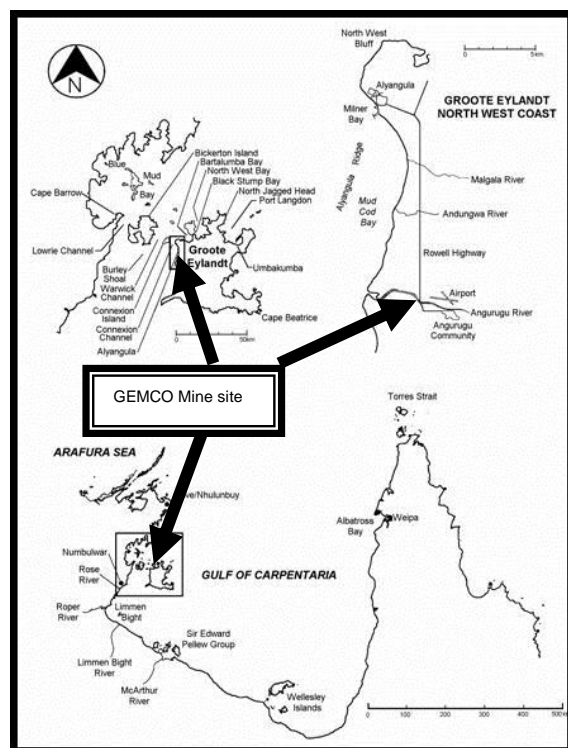 N
North West
Bluff
0
5km
Alyangula
Milner
Bay
GROOTE EYLANDT
NORTH WEST COAST
Alyangula Ridge
Malgala River
Mud
Cod
Bay
Andungwa River
Rowell Highway
Airport
Angurugu River
Angurugu
Community
Bickerton Island
Bartalumba Bay
North West Bay
Black Stump Bay
North Jagged Head
Port Langdon
Blue
Mud
Bay
Cape Barrow
Lowrie Channel
Groote
Eylandt
Umbakumba
Burley
Shoal
Warwick
Channel
Connexion
Island
Connexion
Channel
Alyangula
Cape Beatrice
50km
GEMCO Mine site
Torres Strait
ARAFURA SEA
ve/Nhulunbuy
Albatross
Bay
Weipa
Numbulwar
Rose
River
GULF OF CARPENTARIA
Roper
River
Limmen
Bight
Sir Edward
Pellew Group
Limmen Bight
River
McArthur
River
Wellesley
Islands
0 100 200 300 400 500km